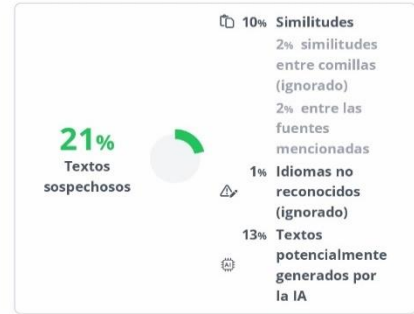 10% Similitudes
2% similitudes
entre comillas
(ignorado)
2% entre las
fuentes
mencionadas
21%
Textos
sospechosos
1% Idiomas no
reconocidos
(ignorado)
13% Textos
potencialmente
generados por
la IA
AI